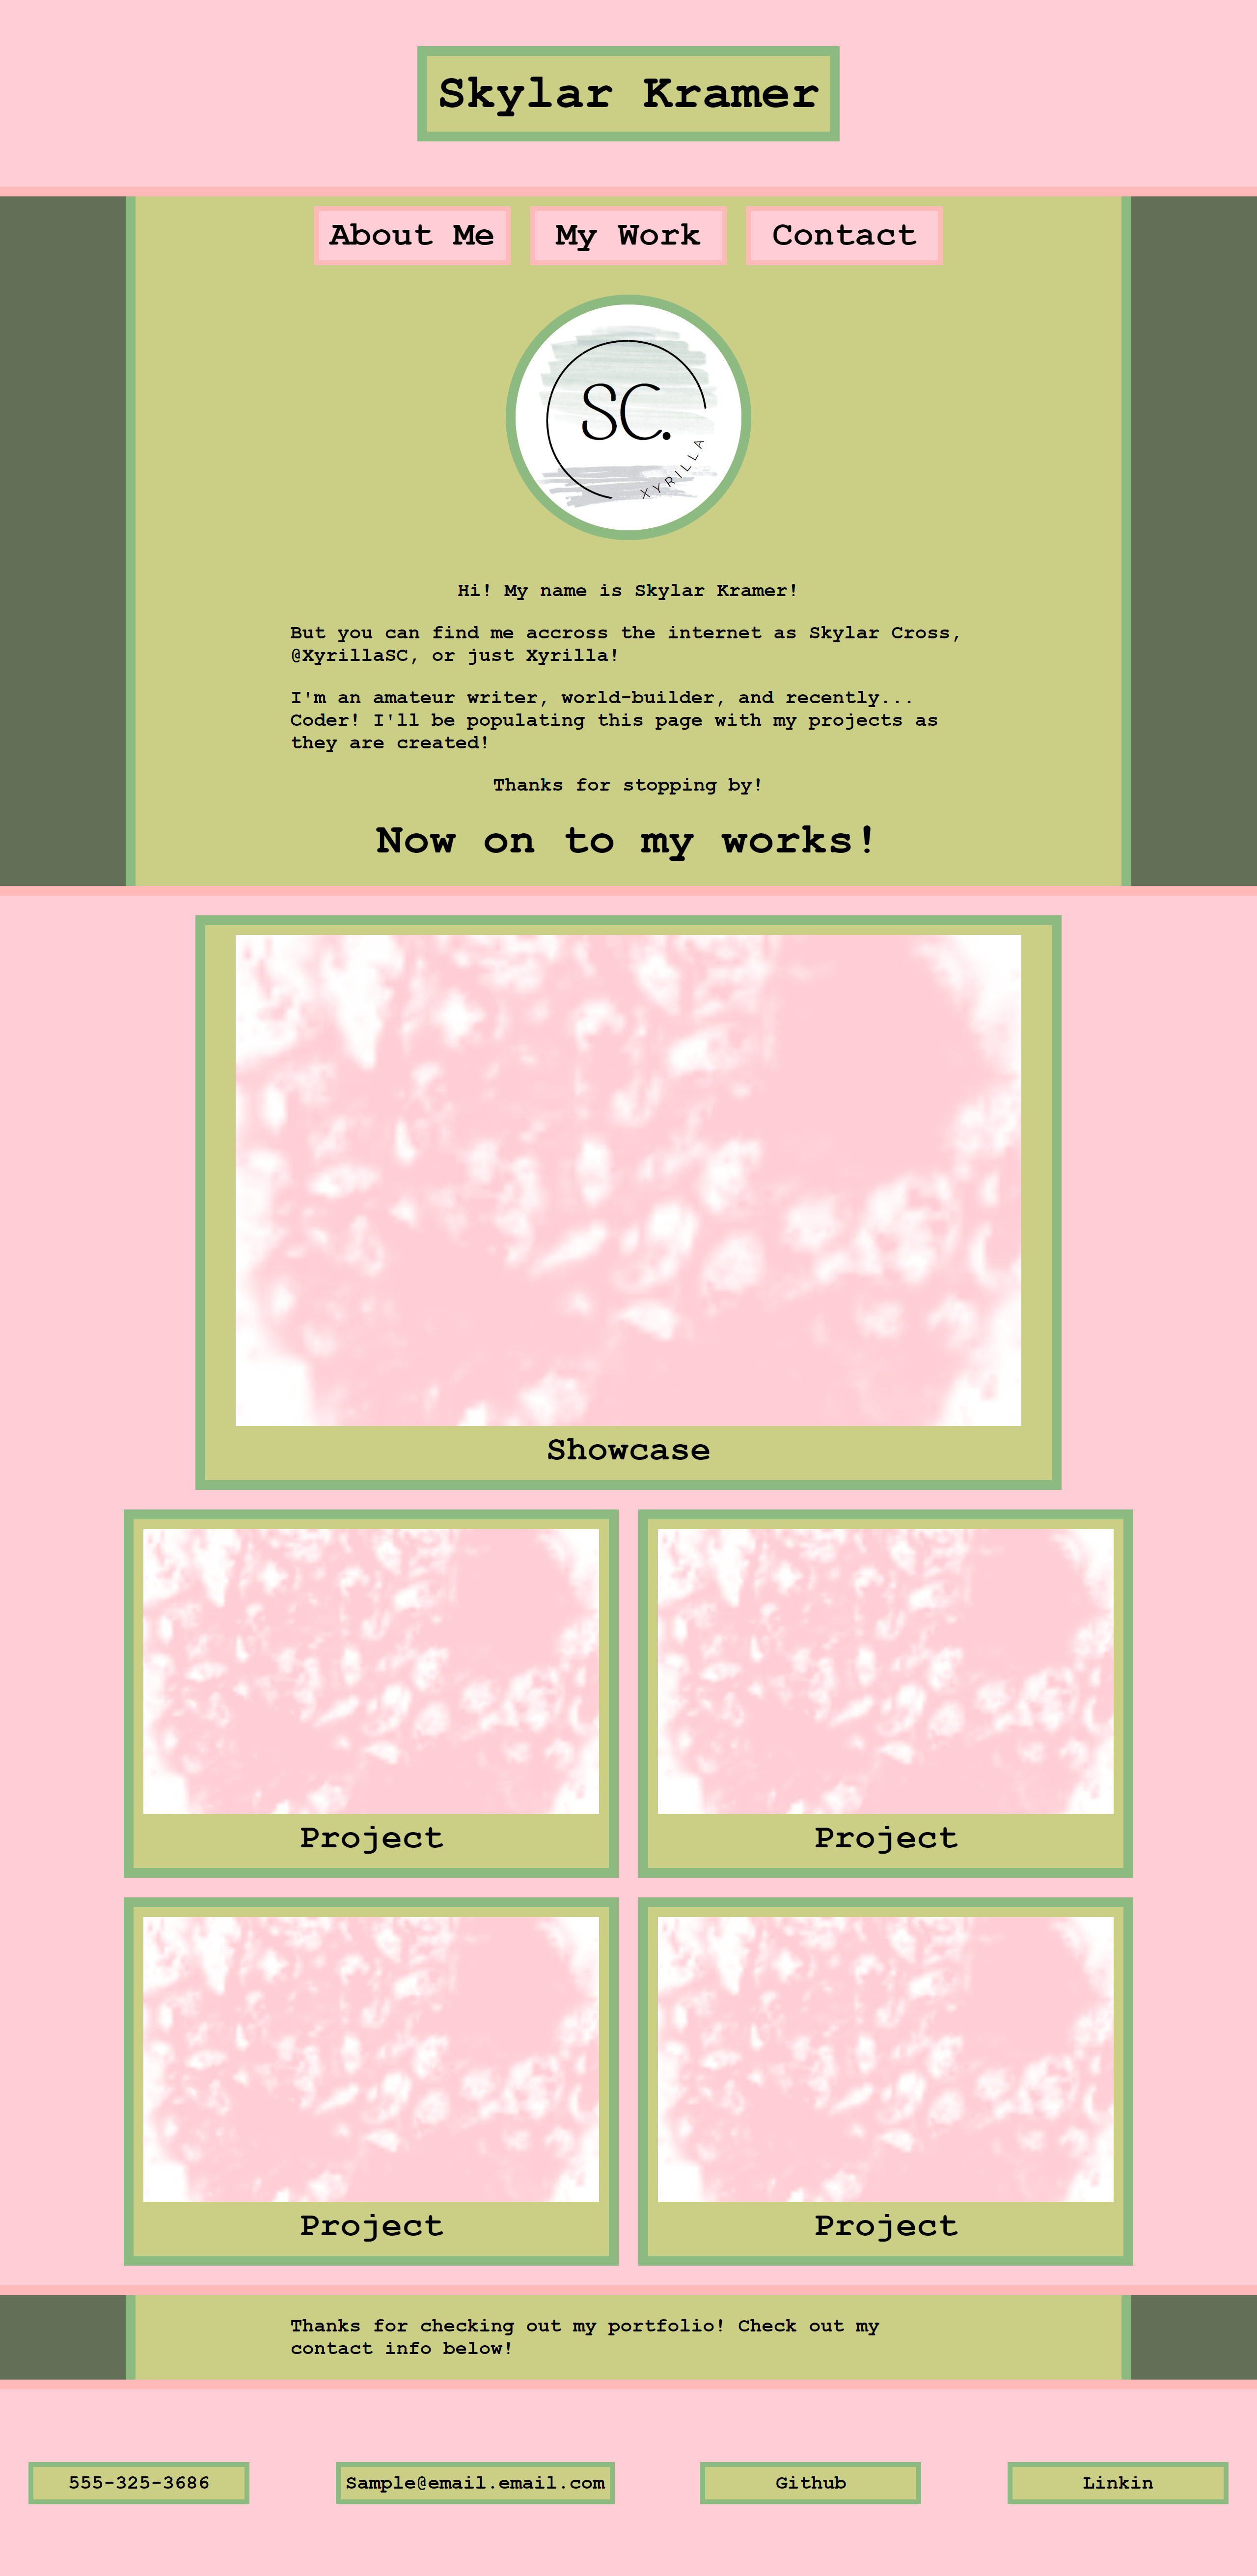 Skylar Kramer
About Me
My Work
Contact
SC.
XYRILLA
Hi! My name is Skylar Kramer!
But you can find me accross the internet as Skylar Cross,
@XyrillaSC, or just Xyrilla!
I'm an amateur writer, world-builder, and recently...
Coder! I'll be populating this page with my projects as
they are created!
Thanks for stopping by!
Now on to my works!
Showcase
Project
Project
Project
Project
Thanks for checking out my portfolio! Check out my
contact info below!
555-325-3686
Sample@email.email.com
Github
Linkin